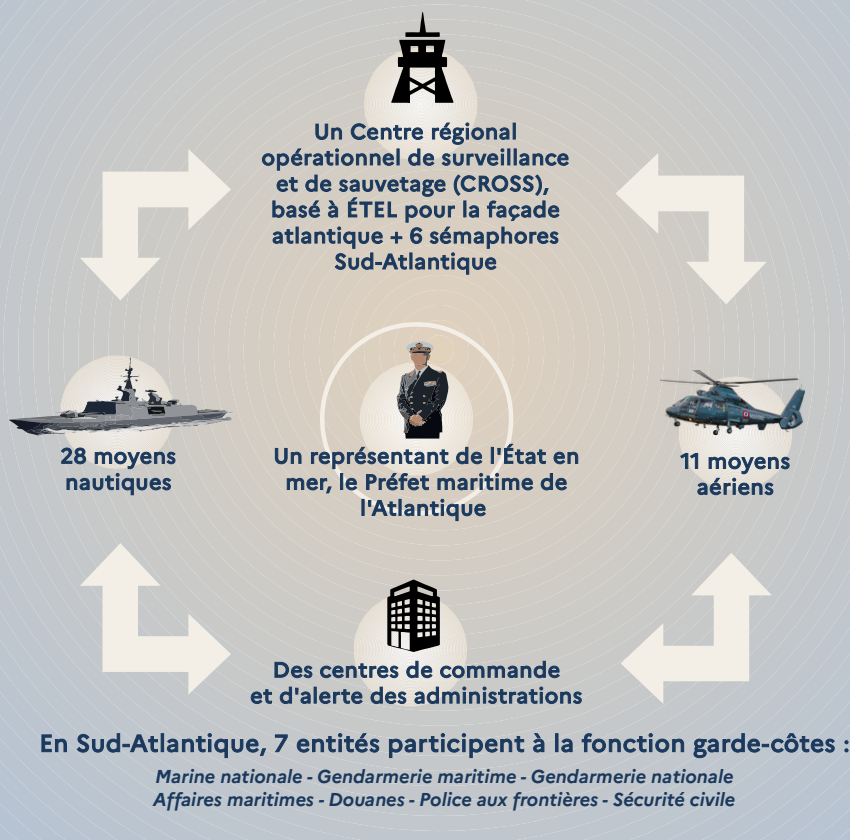 Un Centre régional
opérationnel de surveillance
et de sauvetage (CROSS),
basé à ÉTEL pour la façade
atlantique + 6 sémaphores
Sud-Atlantique
28 moyens
nautiques
Un représentant de l'État en
mer, le Préfet maritime de
l'Atlantique
11 moyens
aériens
Des centres de commande
et d'alerte des administrations
En Sud-Atlantique, 7 entités participent à la fonction garde-côtes :
Marine nationale - Gendarmerie maritime - Gendarmerie nationale
Affaires maritimes - Douanes - Police aux frontières - Sécurité civile